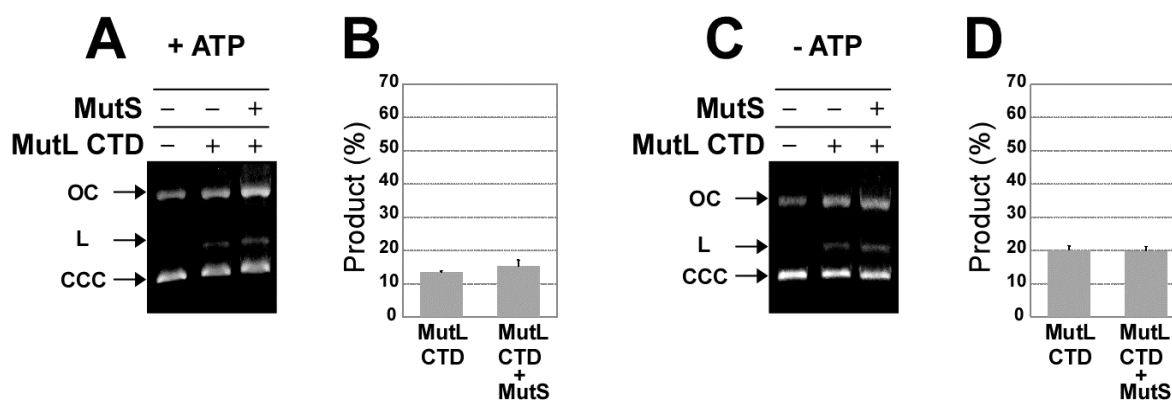 A
+ ATP
MutS − − +
MutL CTD − + +
OC
L
CCC
B
Product (%)
70
60
50
40
30
20
10
0
MutL
CTD
MutL
CTD
+
MutS
C
- ATP
MutS − − +
MutL CTD − + +
OC
L
CCC
D
Product (%)
70
60
50
40
30
20
10
0
MutL
CTD
MutL
CTD
+
MutS